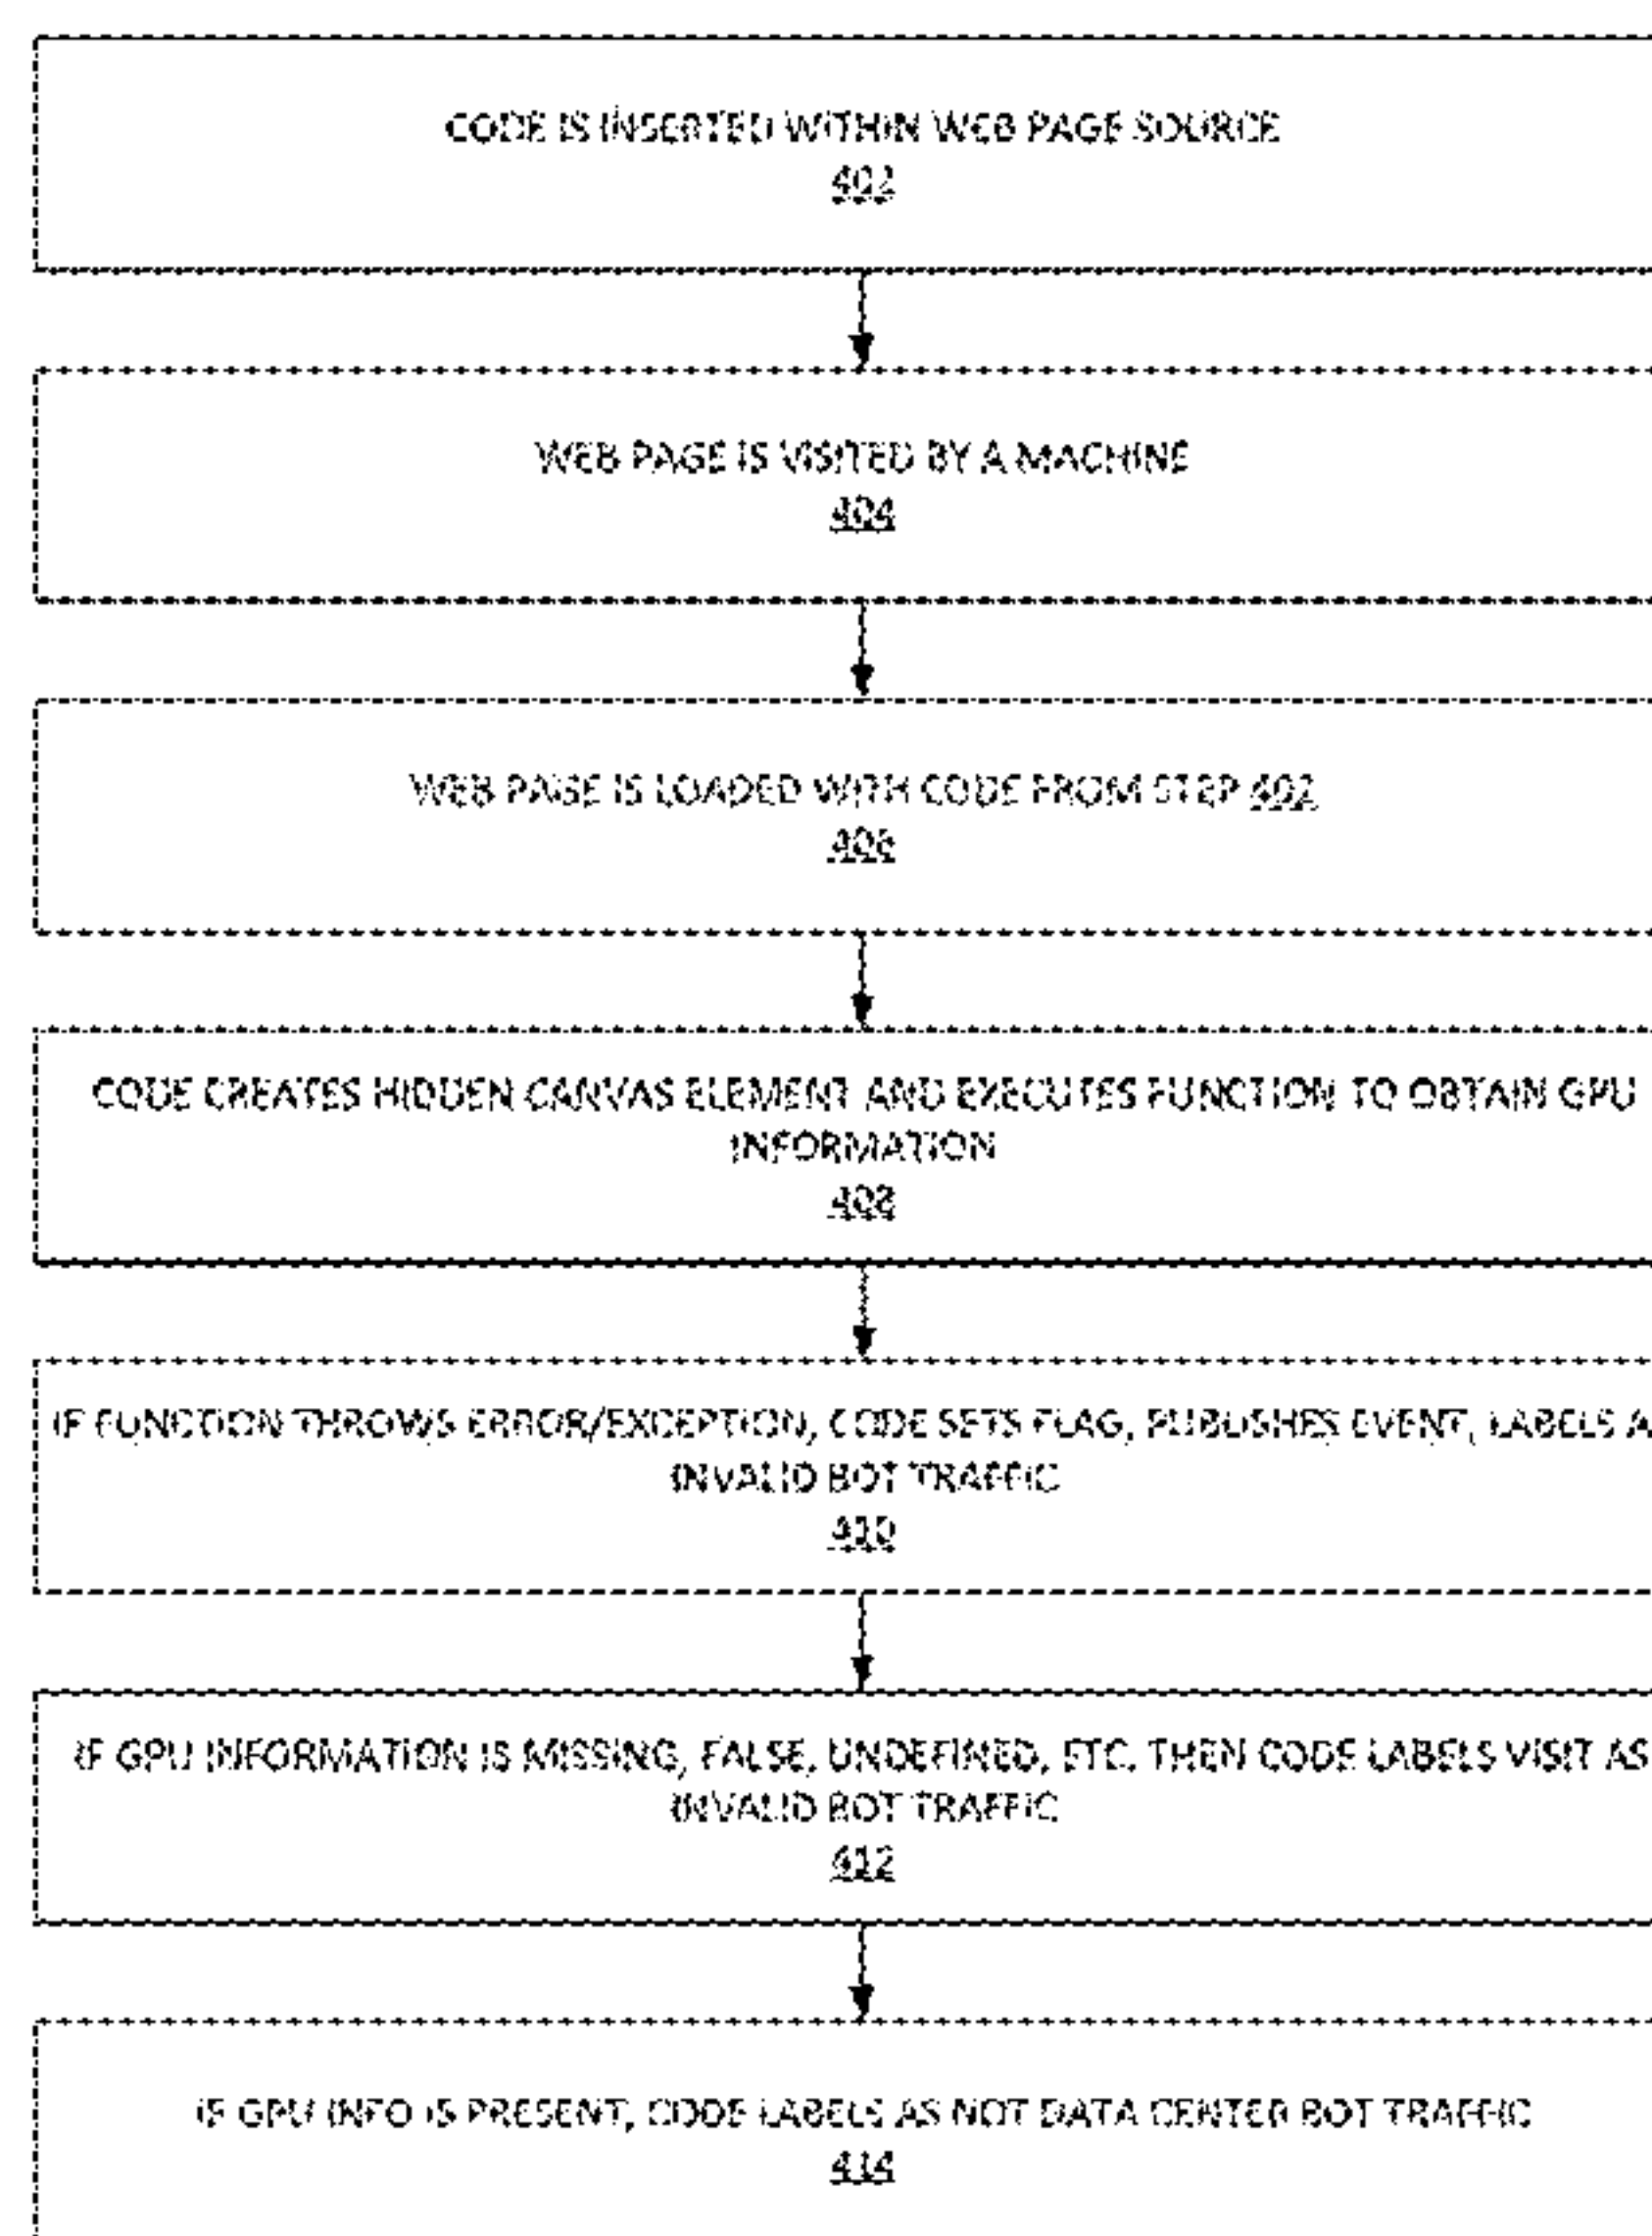 CODE IS INSERTED WITHIN WEB PAGE SOURCE
402
WEB PAGE IS VISITED BY A MACHINE
404
WEB PAGE IS LOADED WITH CODE FROM STEP 402
406
CODE CREATES HIDDEN CANVAS ELEMENT AND EXECUTES FUNCTION TO OBTAIN GPU
INFORMATION
408
IF FUNCTION THROWS ERROR/EXCEPTION, CODE SETS FLAG, PUBLISHES EVENT, LABELS A
INVALID BOT TRAFFIC
410
IF GPU INFORMATION IS MISSING, FALSE, UNDEFINED, ETC. THEN CODE LABELS VISIT AS
INVALID BOT TRAFFIC
412
IF GPU INFO IS PRESENT, CODE LABELS AS NOT DATA CENTER BOT TRAFFIC
414